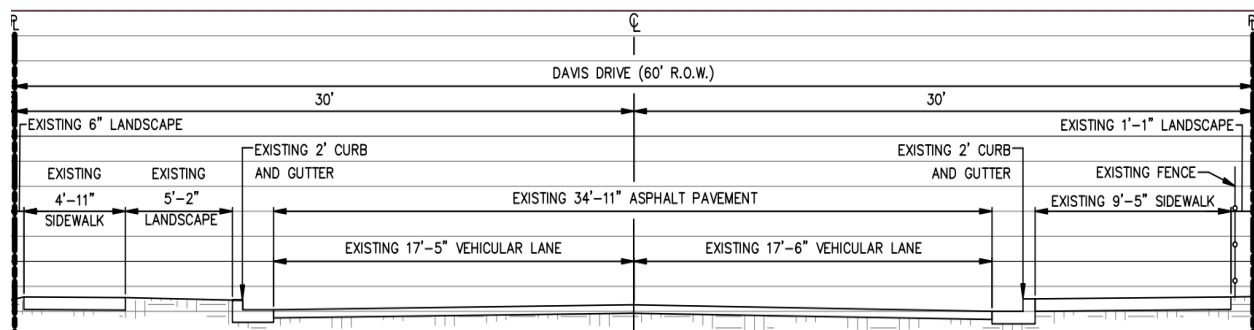 PL
CL
PL
DAVIS DRIVE (60' R.O.W.)
30'
30'
EXISTING 6" LANDSCAPE
EXISTING 1'-1" LANDSCAPE
EXISTING 2' CURB
AND GUTTER
EXISTING 2' CURB
AND GUTTER
EXISTING
4'-11"
SIDEWALK
EXISTING
5'-2"
LANDSCAPE
EXISTING FENCE
EXISTING 34'-11" ASPHALT PAVEMENT
EXISTING 9'-5" SIDEWALK
EXISTING 17'-5" VEHICULAR LANE
EXISTING 17'-6" VEHICULAR LANE